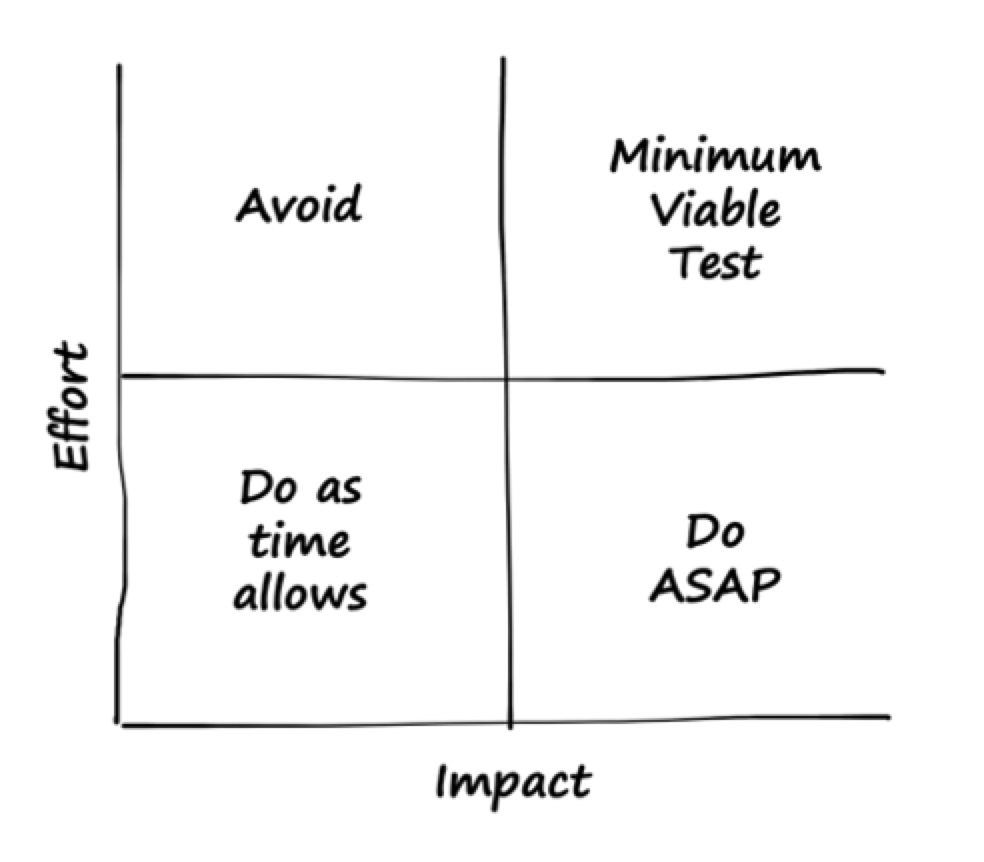 Avoid
Minimum
Viable
Test
Effort
Do as
time
allows
Do
ASAP
Impact